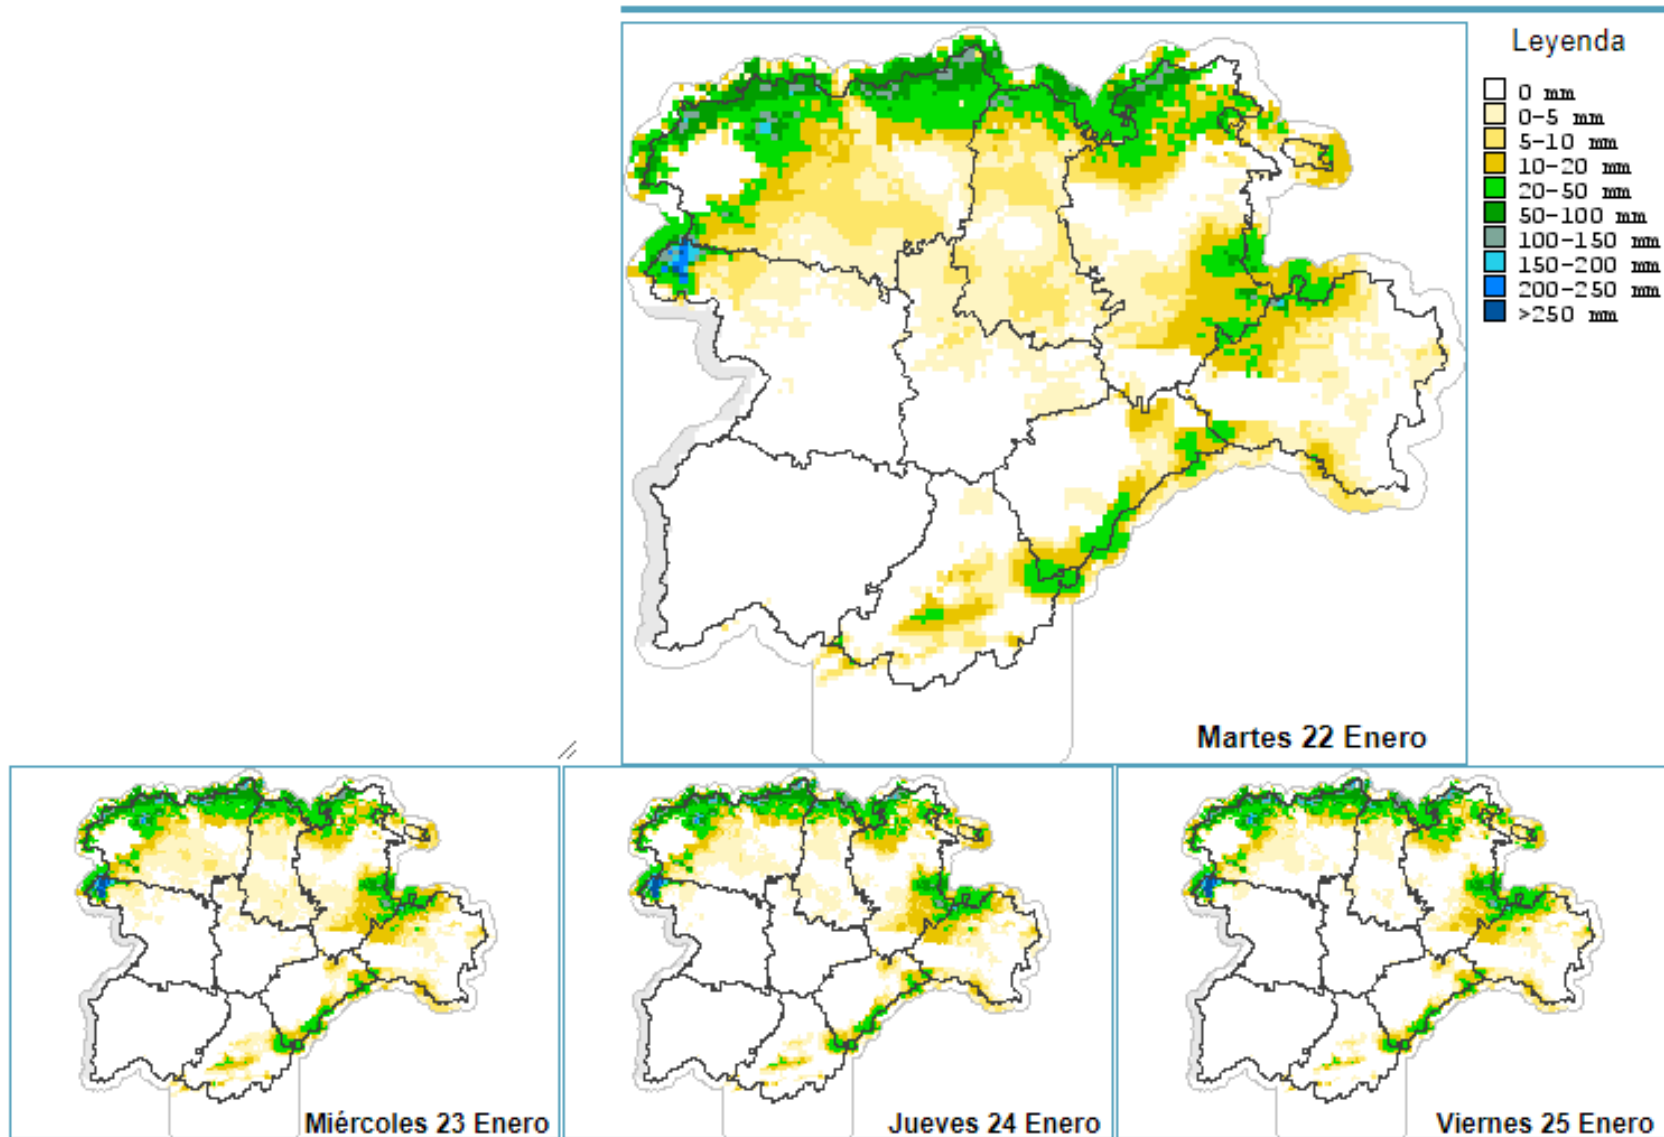 Leyenda
0 mm
0-5 mm
5-10 mm
10-20 mm
20-50 mm
50-100 mm
100-150 mm
150-200 mm
200-250 mm
>250 mm
Martes 22 Enero
Miércoles 23 Enero
Jueves 24 Enero
Viernes 25 Enero